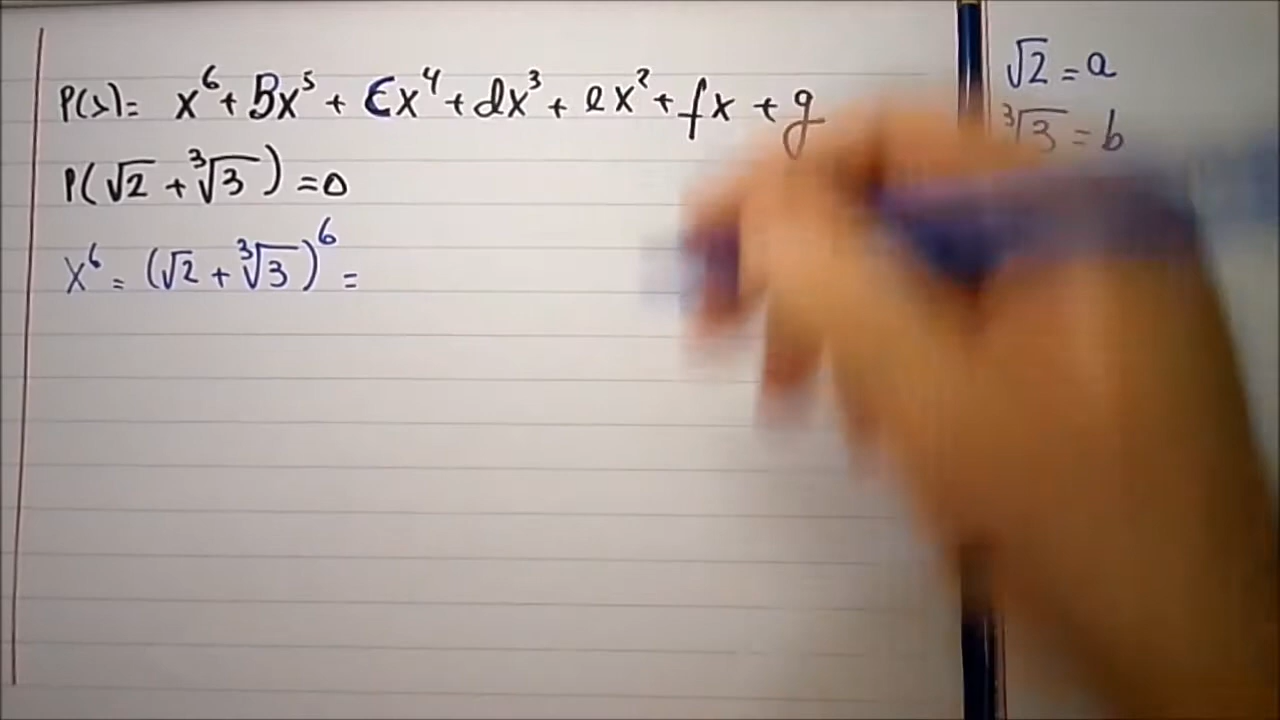 P(x)= x⁶+Bx⁵+Cx⁴+dx³+ex²+fx+g
P(√2+∛3)=0
x⁶=(√2+∛3)⁶=
√2=a
∛3=b